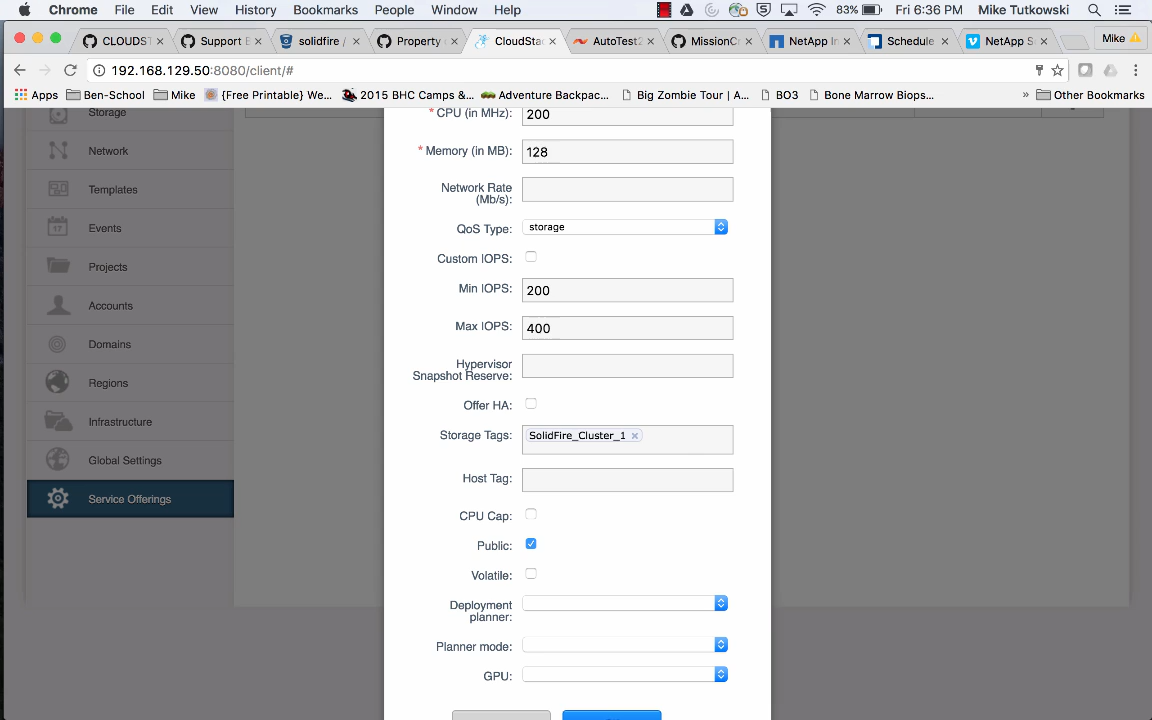 Chrome File Edit View History Bookmarks People Window Help 83% Fri 6:36 PM Mike Tutkowski
CLOUDST Support B solidfire / Property CloudStac AutoTest2 MissionCr NetApp In Schedule NetApp S Mike
192.168.129.50:8080/client/#
Apps Ben-School Mike {Free Printable} We... 2015 BHC Camps &... Adventure Backpac... Big Zombie Tour | A... BO3 Bone Marrow Biops... » Other Bookmarks
Storage
Network
Templates
Events
Projects
Accounts
Domains
Regions
Infrastructure
Global Settings
Service Offerings
* CPU (in MHz): 200
* Memory (in MB): 128
Network Rate
(Mb/s):
QoS Type: storage
Custom IOPS:
Min IOPS: 200
Max IOPS: 400
Hypervisor
Snapshot Reserve:
Offer HA:
Storage Tags: SolidFire_Cluster_1 ×
Host Tag:
CPU Cap:
Public:
Volatile:
Deployment
planner:
Planner mode:
GPU: